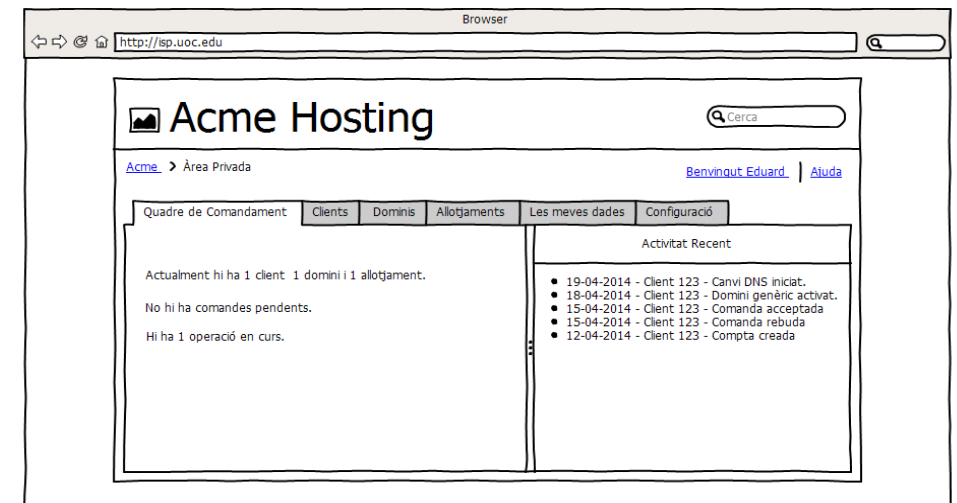 Browser
http://isp.uoc.edu
Acme Hosting
Cerca
Acme > Àrea Privada
Benvingut Eduard | Ajuda
Quadre de Comandament Clients Dominis Allotjaments Les meves dades Configuració
Actualment hi ha 1 client 1 domini i 1 allotjament.
No hi ha comandes pendents.
Hi ha 1 operació en curs.
Activitat Recent
• 19-04-2014 - Client 123 - Canvi DNS iniciat.
• 18-04-2014 - Client 123 - Domini genèric activat.
• 15-04-2014 - Client 123 - Comanda acceptada
• 15-04-2014 - Client 123 - Comanda rebuda
• 12-04-2014 - Client 123 - Compta creada